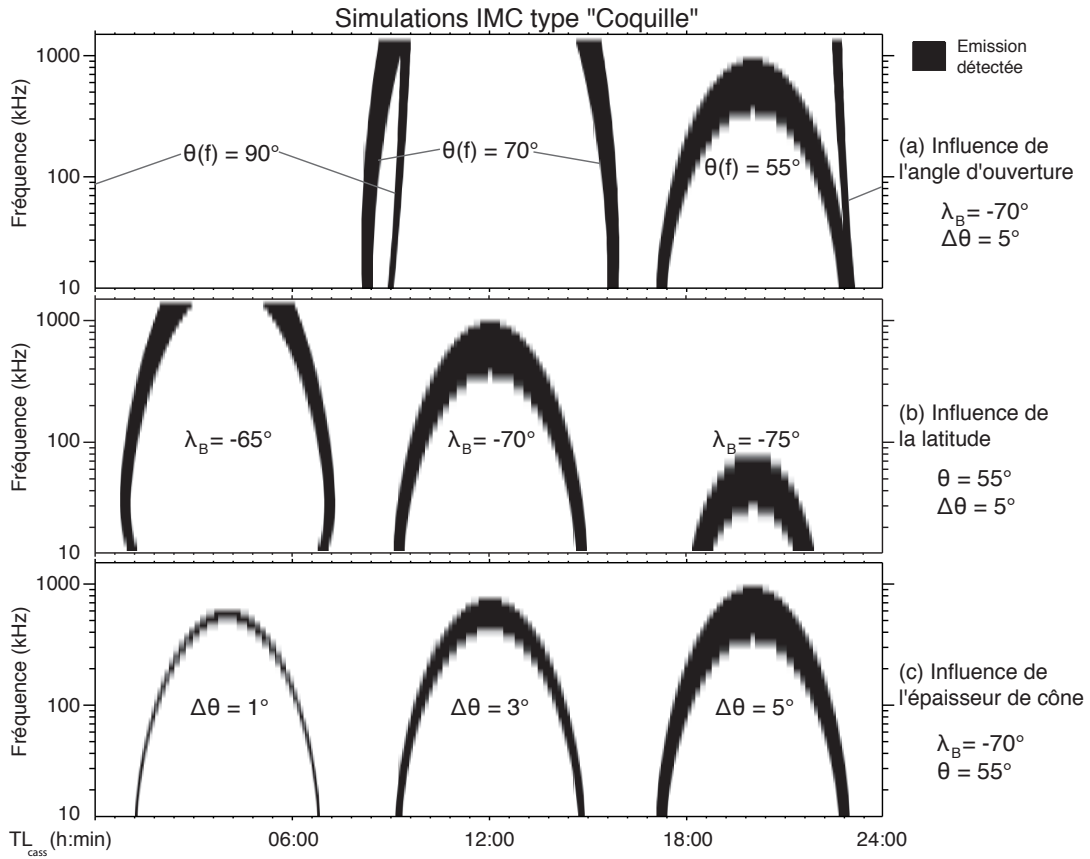 Simulations IMC type "Coquille"
Fréquence (kHz)
1000
100
10
θ(f) = 90°
θ(f) = 70°
θ(f) = 55°
Emission
détectée
(a) Influence de
l'angle d'ouverture
λB= -70°
Δθ = 5°
Fréquence (kHz)
1000
100
10
λB= -65°
λB= -70°
λB= -75°
(b) Influence de
la latitude
θ = 55°
Δθ = 5°
Fréquence (kHz)
1000
100
10
Δθ = 1°
Δθ = 3°
Δθ = 5°
(c) Influence de
l'épaisseur de cône
λB= -70°
θ = 55°
TLcass (h:min)
06:00
12:00
18:00
24:00